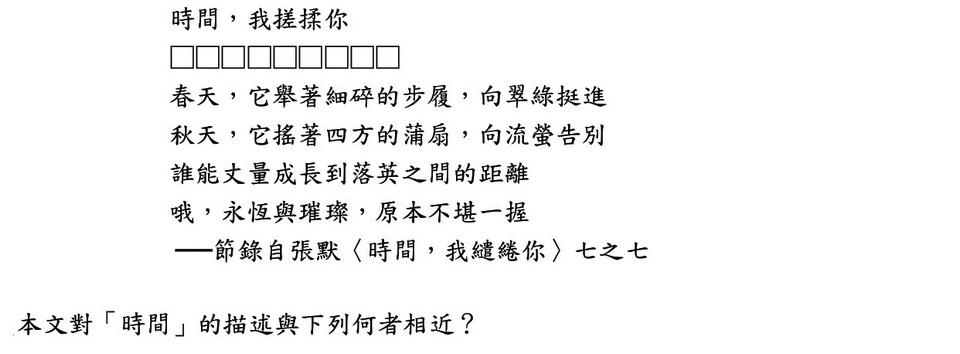 時間，我搓揉你
□□□□□□□□□
春天，它舉著細碎的步履，向翠綠挺進
秋天，它搖著四方的蒲扇，向流螢告別
誰能丈量成長到落英之間的距離
哦，永恆與璀璨，原本不堪一握
──節錄自張默〈時間，我繾綣你〉七之七
本文對「時間」的描述與下列何者相近？